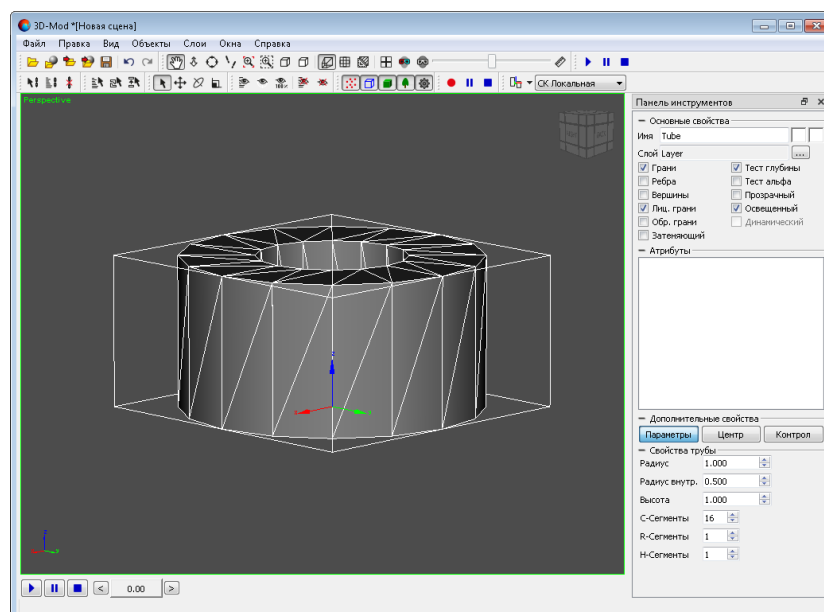 3D-Mod *[Новая сцена]
Файл Правка Вид Объекты Слои Окна Справка
100%
СК Локальная
Perspective
Панель инструментов
Основные свойства
Имя Tube
Слой Layer ...
Грани Тест глубины
Ребра Тест альфа
Вершины Прозрачный
Лиц. грани Освещенный
Обр. грани Динамический
Затеняющий
Атрибуты
Дополнительные свойства
Параметры Центр Контрол
Свойства трубы
Радиус 1.000
Радиус внутр. 0.500
Высота 1.000
С-Сегменты 16
R-Сегменты 1
H-Сегменты 1
z
z
< 0.00 >